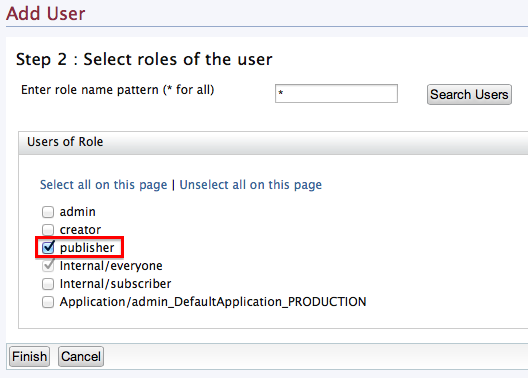 Add User
Step 2 : Select roles of the user
Enter role name pattern (* for all) * Search Users
Users of Role
Select all on this page | Unselect all on this page
admin
creator
publisher
Internal/everyone
Internal/subscriber
Application/admin_DefaultApplication_PRODUCTION
Finish Cancel